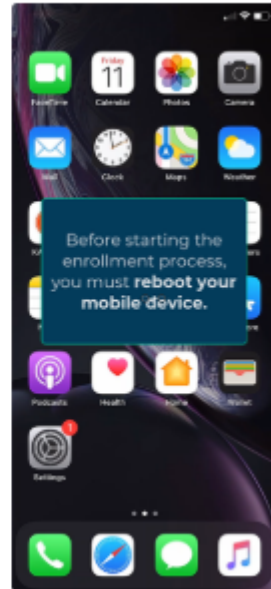 Friday
11
FaceTime Calendar Photos Camera
Mail Clock Maps Weather
Before starting the
enrollment process,
you must reboot your
mobile device.
Podcasts Health Home Wallet
1
Settings